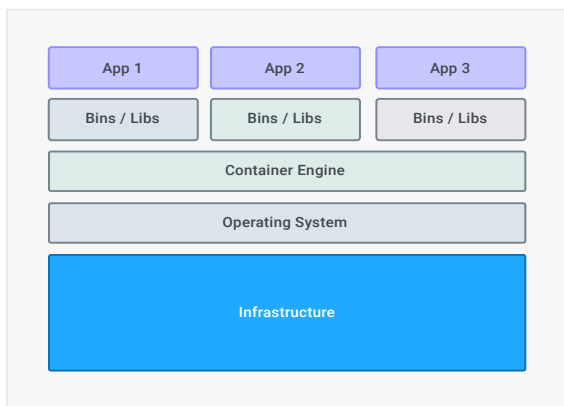 App 1 App 2 App 3
Bins / Libs Bins / Libs Bins / Libs
Container Engine
Operating System
Infrastructure